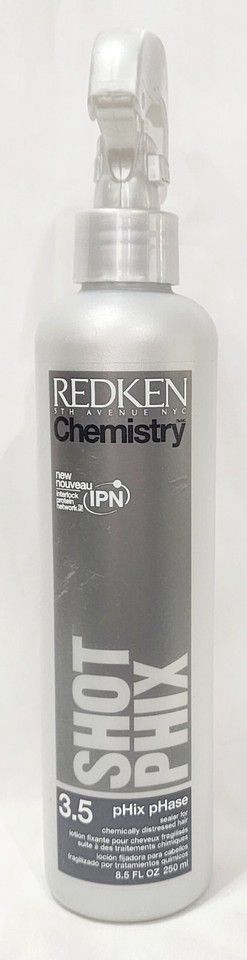 REDKEN
5TH AVENUE NYC
Chemistry
new
nouveau
interlock
protein
network
IPN
SHOT
PHIX
3.5 pHix pHase
sealer for
chemically distressed hair
lotion fixante pour cheveux fragilisés
suite à des traitements chimiques
loción fijadora para cabellos
fragilizado por tratamientos químicos
8.5 FL OZ 250 ml